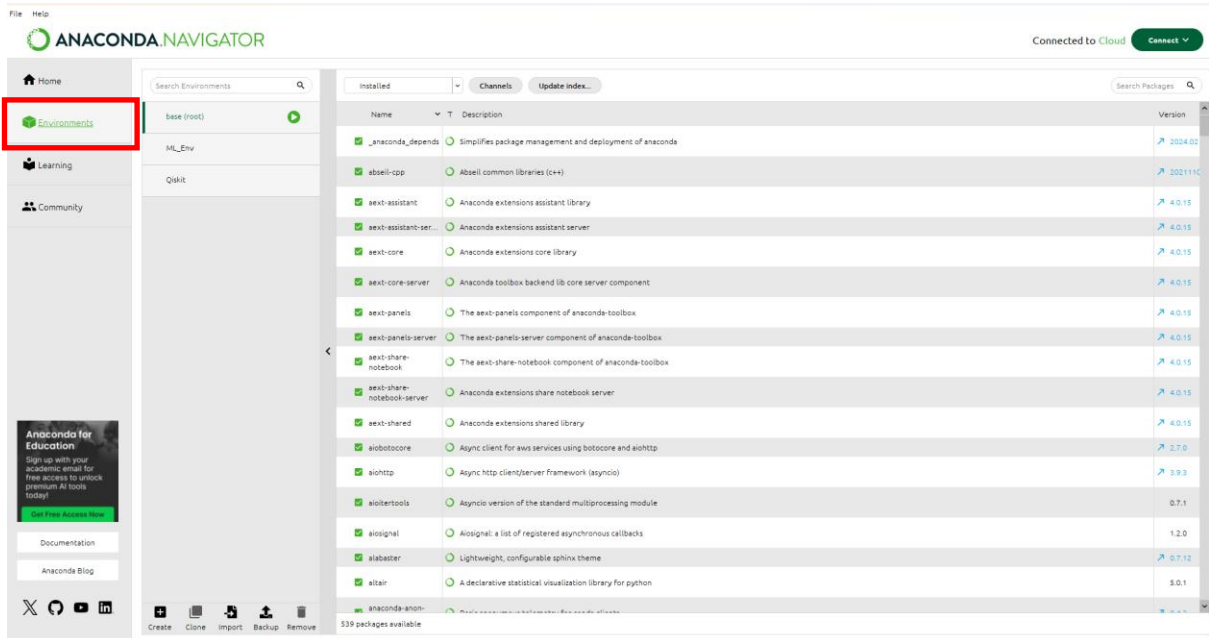 File Help
ANACONDA.NAVIGATOR
Connected to Cloud Connect
Home
Environments
Learning
Community
Anaconda for
Education
Sign up with your
academic email for
free access to unlock
premium AI tools
today!
Get Free Access Now
Documentation
Anaconda Blog
Search Environments
base (root)
ML_Env
Qiskit
Create Clone Import Backup Remove
Installed Channels Update index... Search Packages
Name T Description Version
_anaconda_depends Simplifies package management and deployment of anaconda 2024.02
abseil-cpp Abseil common libraries (c++) 2021110
aext-assistant Anaconda extensions assistant library 4.0.15
aext-assistant-ser... Anaconda extensions assistant server 4.0.15
aext-core Anaconda extensions core library 4.0.15
aext-core-server Anaconda toolbox backend lib core server component 4.0.15
aext-panels The aext-panels component of anaconda-toolbox 4.0.15
aext-panels-server The aext-panels-server component of anaconda-toolbox 4.0.15
aext-share-
notebook The aext-share-notebook component of anaconda-toolbox 4.0.15
aext-share-
notebook-server Anaconda extensions share notebook server 4.0.15
aext-shared Anaconda extensions shared library 4.0.15
aiobotocore Async client for aws services using botocore and aiohttp 2.7.0
aiohttp Async http client/server framework (asyncio) 3.9.3
aioitertools Asyncio version of the standard multiprocessing module 0.7.1
aiosignal Aiosignal: a list of registered asynchronous callbacks 1.2.0
alabaster Lightweight, configurable sphinx theme 0.7.12
altair A declarative statistical visualization library for python 5.0.1
anaconda-anon-
539 packages available